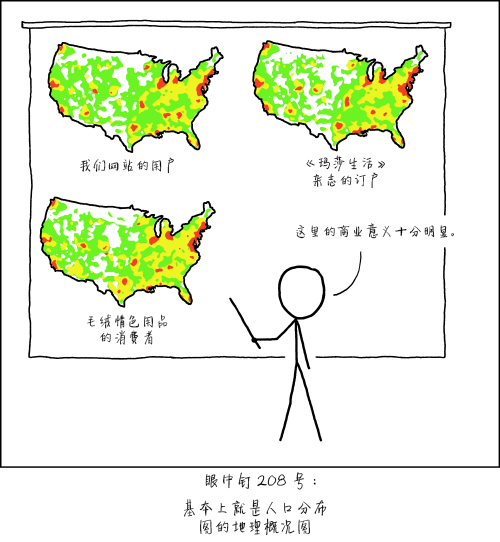 我们网站的用户
《玛莎生活》
杂志的订户
毛绒情色用品
的消费者
这里的商业意义十分明显。
眼中钉208号：
基本上就是人口分布
图的地理概况图